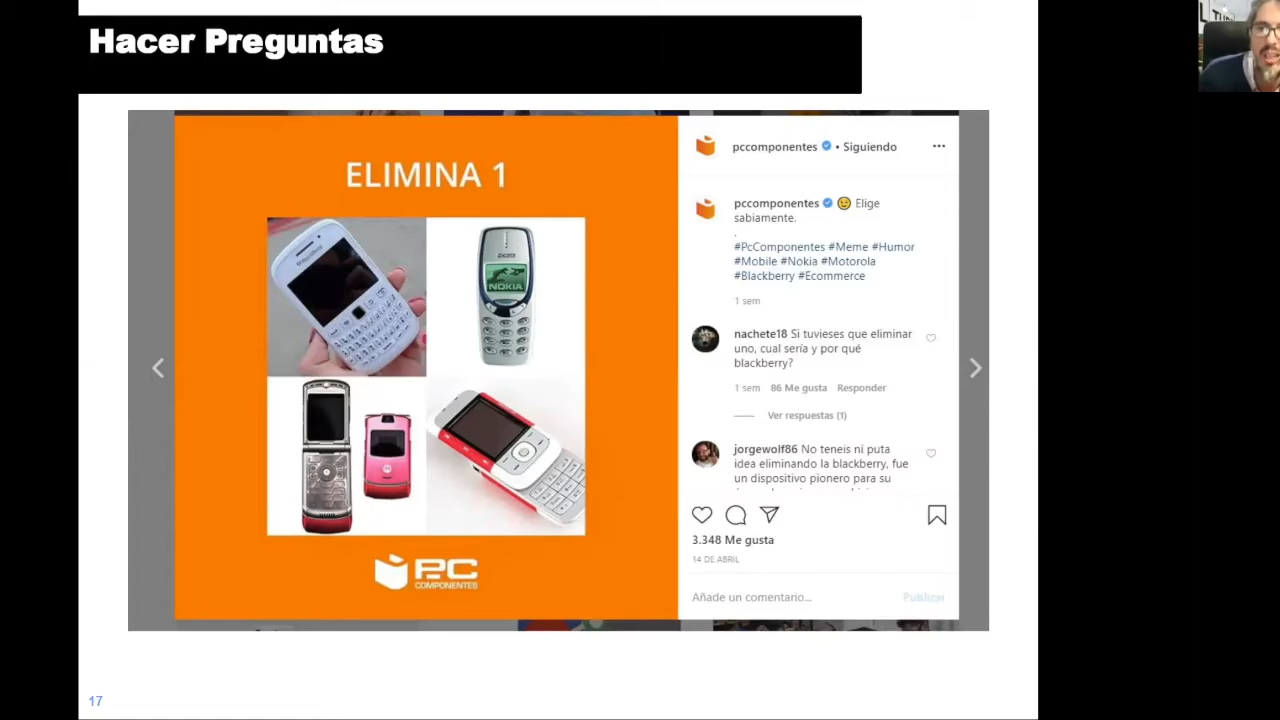 Hacer Preguntas
ELIMINA 1
NOKIA
PC
COMPONENTES
pccomponentes • Siguiendo
pccomponentes 😉 Elige
sabiamente.
.
#PcComponentes #Meme #Humor
#Mobile #Nokia #Motorola
#Blackberry #Ecommerce
1 sem
nachete18 Si tuvieses que eliminar
uno, cual sería y por qué
blackberry?
1 sem 86 Me gusta Responder
Ver respuestas (1)
jorgewolf86 No teneis ni puta
idea eliminando la blackberry, fue
un dispositivo pionero para su
3.348 Me gusta
14 DE ABRIL
Añade un comentario...
Publicar
17